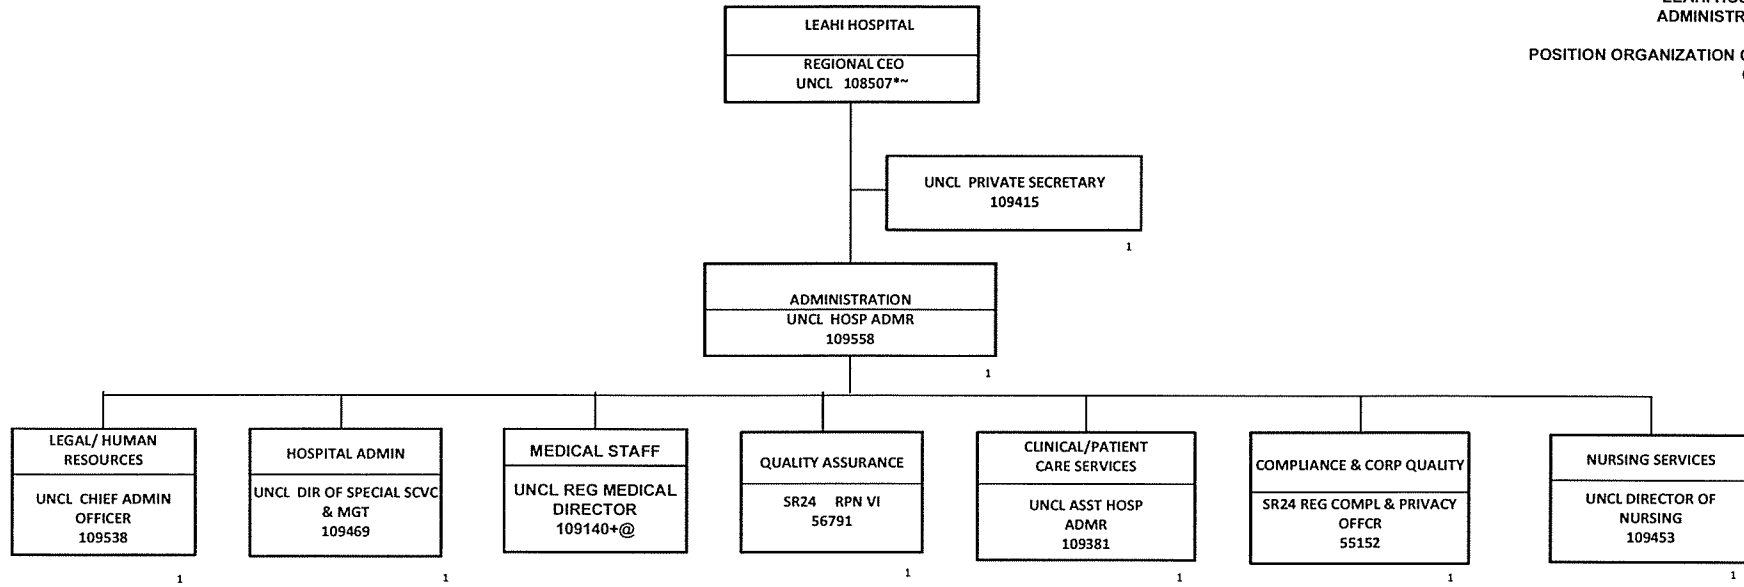 ADMINISTR
POSITION ORGANIZATION
LEAHI HOSPITAL
REGIONAL CEO
UNCL 108507*~
UNCL PRIVATE SECRETARY
109415
1
ADMINISTRATION
UNCL HOSP ADMR
109558
1
LEGAL/ HUMAN
RESOURCES
UNCL CHIEF ADMIN
OFFICER
109538
1
HOSPITAL ADMIN
UNCL DIR OF SPECIAL SCVC
& MGT
109469
1
MEDICAL STAFF
UNCL REG MEDICAL
DIRECTOR
109140+@
QUALITY ASSURANCE
SR24 RPN VI
56791
1
CLINICAL/PATIENT
CARE SERVICES
UNCL ASST HOSP
ADMR
109381
1
COMPLIANCE & CORP QUALITY
SR24 REG COMPL & PRIVACY
OFFCR
55152
1
NURSING SERVICES
UNCL DIRECTOR OF
NURSING
109453
1